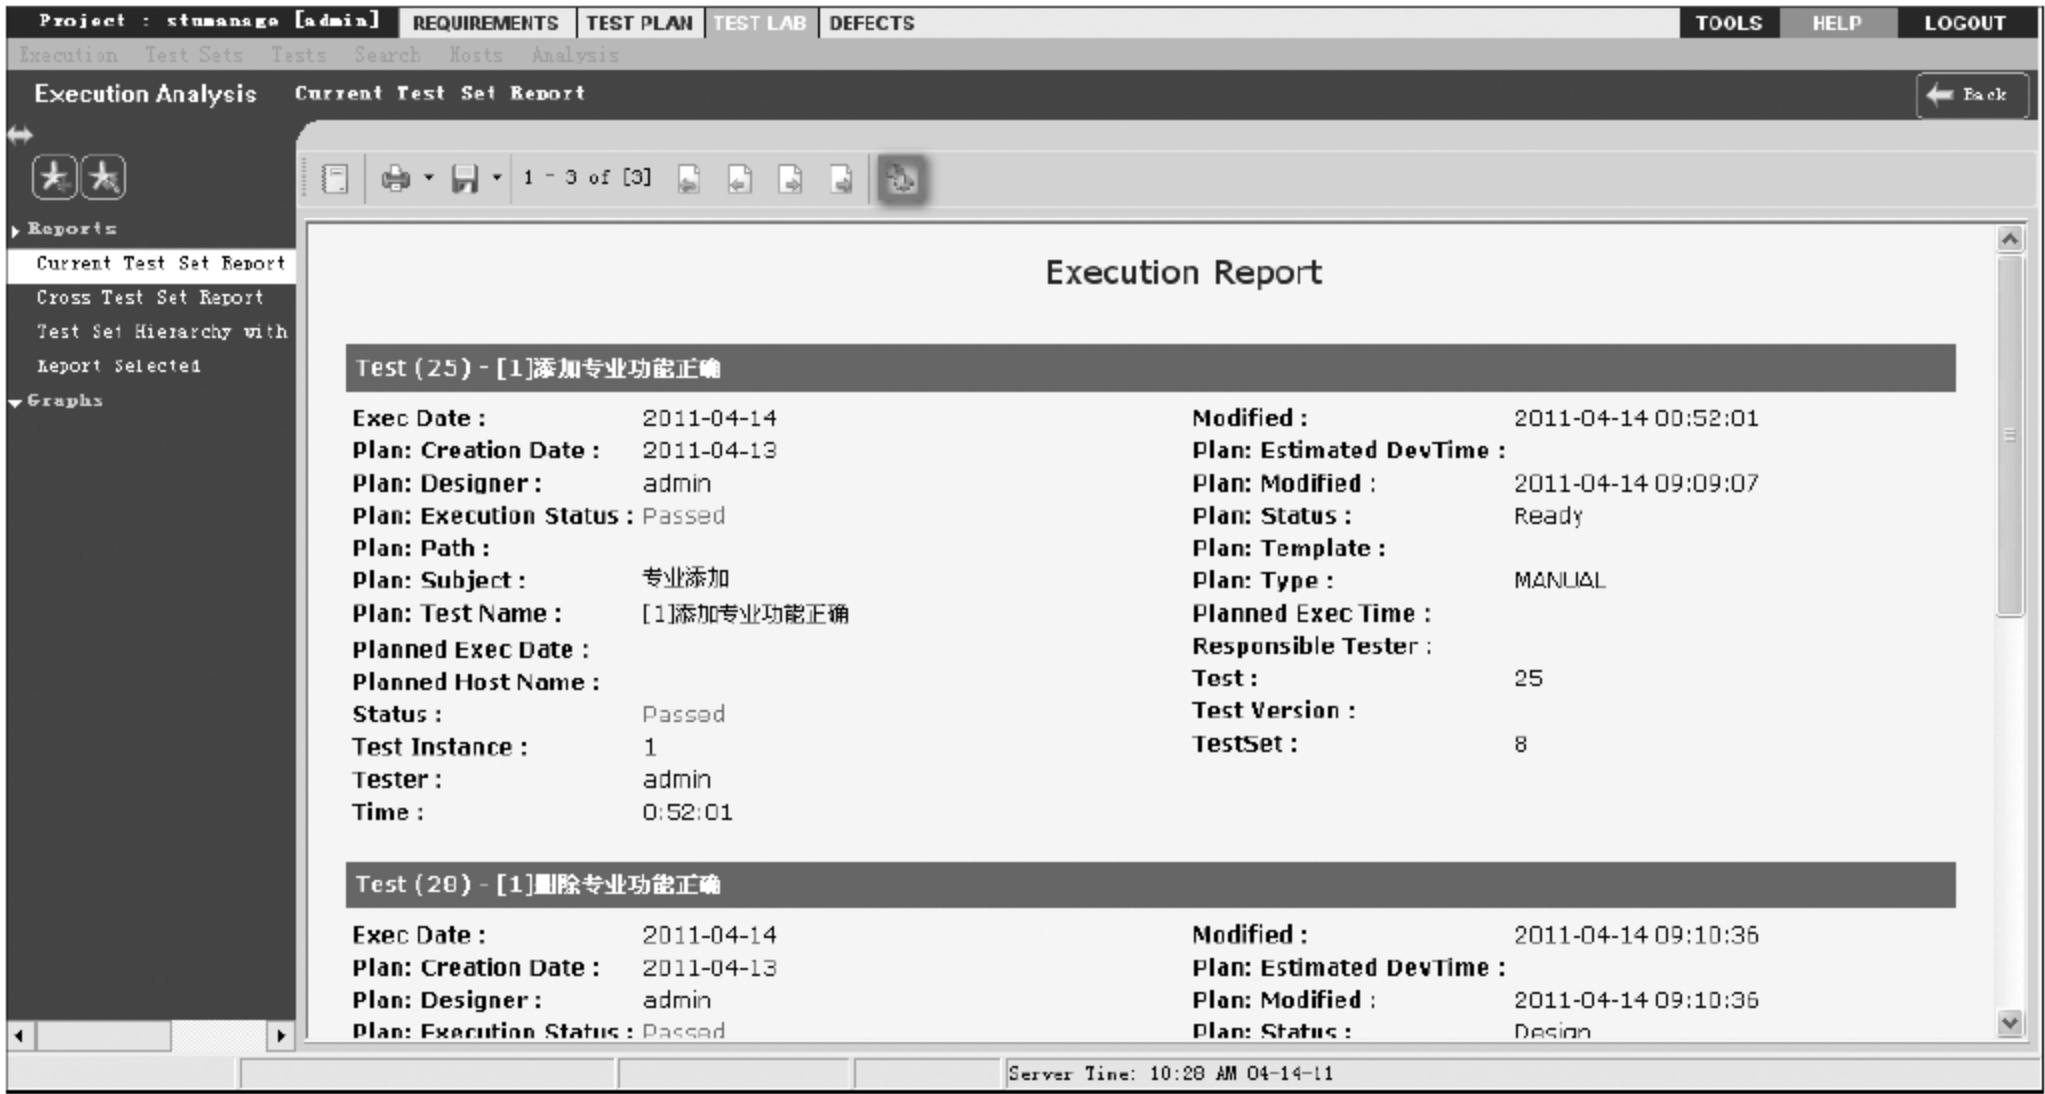 Project : stumanage [admin] REQUIREMENTS TEST PLAN TEST LAB DEFECTS TOOLS HELP LOGOUT
Execution Test Sets Tests Search Hosts Analysis
Execution Analysis Current Test Set Report Back
1 - 3 of [3]
Reports
Current Test Set Report
Cross Test Set Report
Test Set Hierarchy with
Report Selected
Graphs
Execution Report
Test (25) - [1]添加专业功能正确
Exec Date : 2011-04-14 Modified : 2011-04-14 00:52:01
Plan: Creation Date : 2011-04-13 Plan: Estimated DevTime :
Plan: Designer : admin Plan: Modified : 2011-04-14 09:09:07
Plan: Execution Status : Passed Plan: Status : Ready
Plan: Path : Plan: Template :
Plan: Subject : 专业添加 Plan: Type : MANUAL
Plan: Test Name : [1]添加专业功能正确 Planned Exec Time :
Planned Exec Date : Responsible Tester :
Planned Host Name : Test : 25
Status : Passed Test Version :
Test Instance : 1 TestSet : 8
Tester : admin
Time : 0:52:01
Test (28) - [1]删除专业功能正确
Exec Date : 2011-04-14 Modified : 2011-04-14 09:10:36
Plan: Creation Date : 2011-04-13 Plan: Estimated DevTime :
Plan: Designer : admin Plan: Modified : 2011-04-14 09:10:36
Plan: Execution Status : Passed Plan: Status : Design
Server Time: 10:28 AM 04-14-11